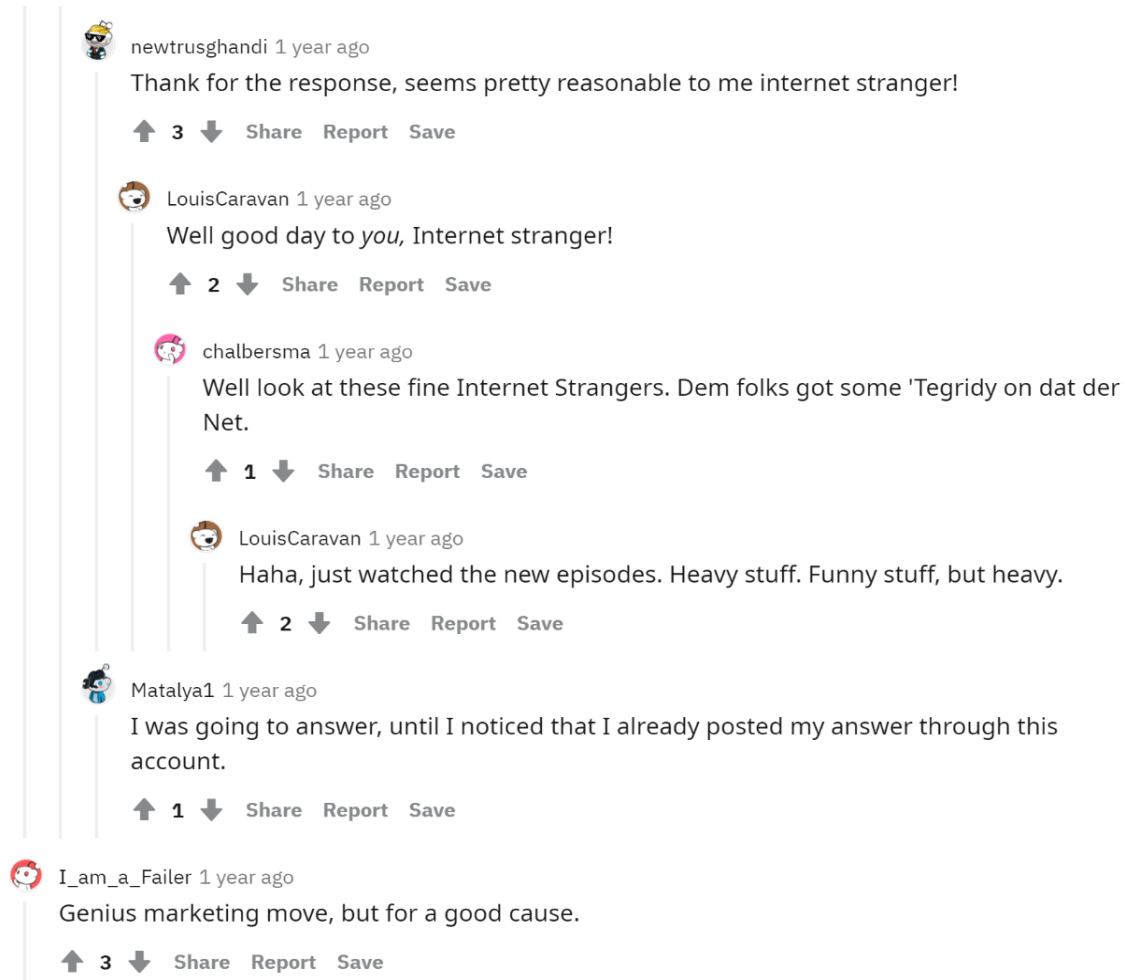 newtrusghandi 1 year ago
Thank for the response, seems pretty reasonable to me internet stranger!
3 Share Report Save
LouisCaravan 1 year ago
Well good day to you, Internet stranger!
2 Share Report Save
chalbersma 1 year ago
Well look at these fine Internet Strangers. Dem folks got some 'Tegridy on dat der
Net.
1 Share Report Save
LouisCaravan 1 year ago
Haha, just watched the new episodes. Heavy stuff. Funny stuff, but heavy.
2 Share Report Save
Matalya1 1 year ago
I was going to answer, until I noticed that I already posted my answer through this
account.
1 Share Report Save
I_am_a_Failer 1 year ago
Genius marketing move, but for a good cause.
3 Share Report Save